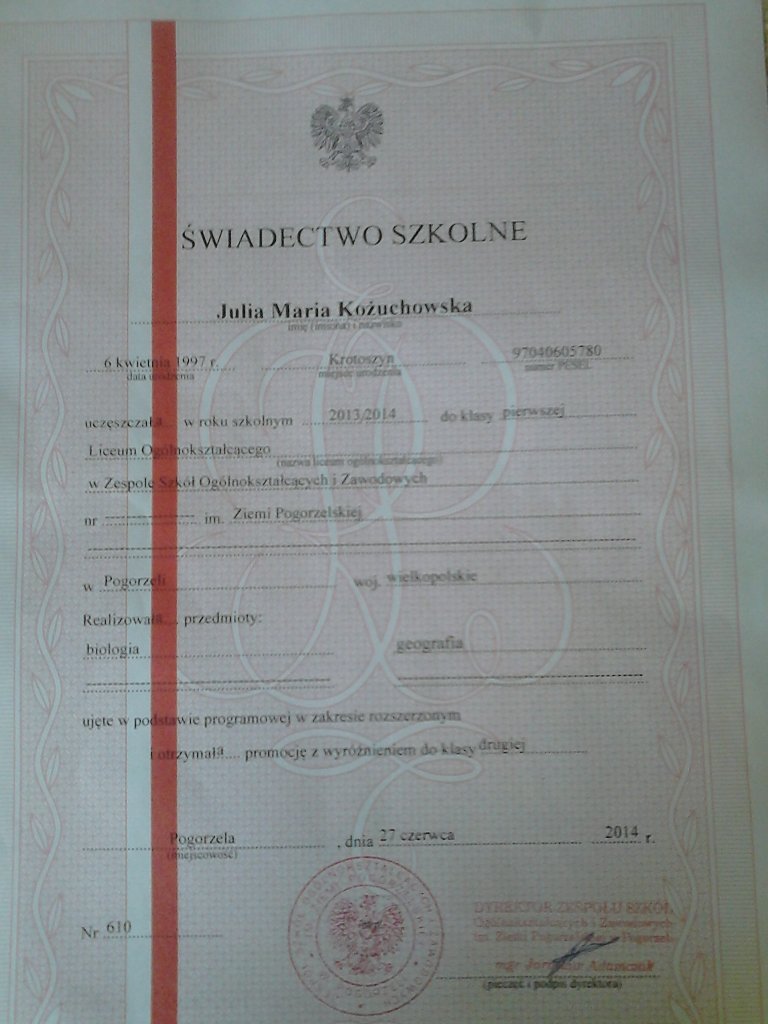 ŚWIADECTWO SZKOLNE
Julia Maria Kożuchowska
imię (imiona) i nazwisko
6 kwietnia 1997 r. Krotoszyn 97040605780
data urodzenia miejsce urodzenia numer PESEL
uczęszczała.... w roku szkolnym 2013/2014 do klasy pierwszej
Liceum Ogólnokształcącego
(nazwa liceum ogólnokształcącego)
w Zespole Szkół Ogólnokształcących i Zawodowych
nr ---------------- im. Ziemi Pogorzelskiej
w Pogorzeli woj. wielkopolskie
Realizowała.... przedmioty:
biologia geografia
ujęte w podstawie programowej w zakresie rozszerzonym
i otrzymała.... promocję z wyróżnieniem do klasy drugiej
Pogorzela , dnia 27 czerwca 2014 r.
(miejscowość)
DYREKTOR ZESPOŁU SZKÓŁ
Ogólnokształcących i Zawodowych
im. Ziemi
Nr 610
mgr Adamczak
(pieczęć i podpis dyrektora)